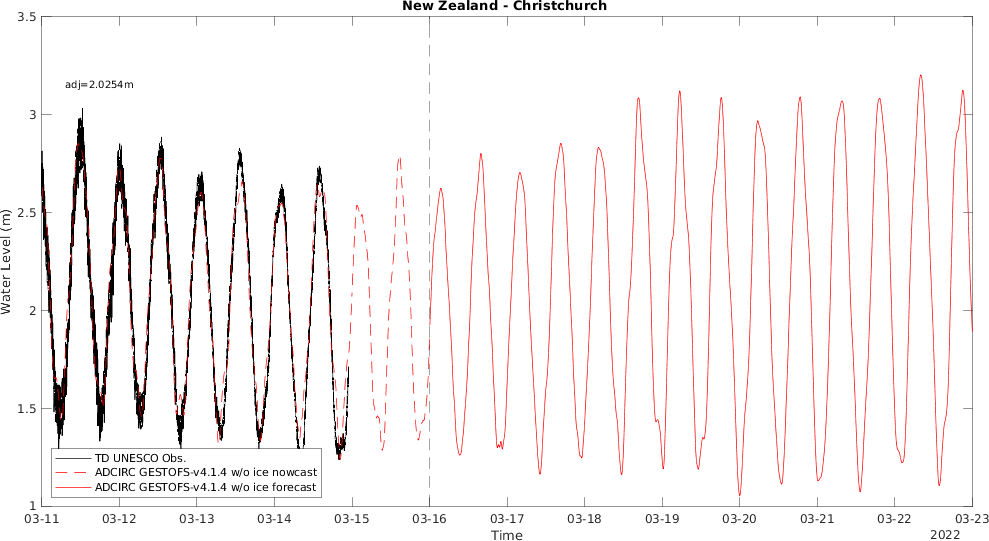 New Zealand - Christchurch
3.5
adj=2.0254m
3
2.5
Water Level (m)
2
1.5
TD UNESCO Obs.
ADCIRC GESTOFS-v4.1.4 w/o ice nowcast
ADCIRC GESTOFS-v4.1.4 w/o ice forecast
1
03-11 03-12 03-13 03-14 03-15 03-16 03-17 03-18 03-19 03-20 03-21 03-22 03-23
Time
2022